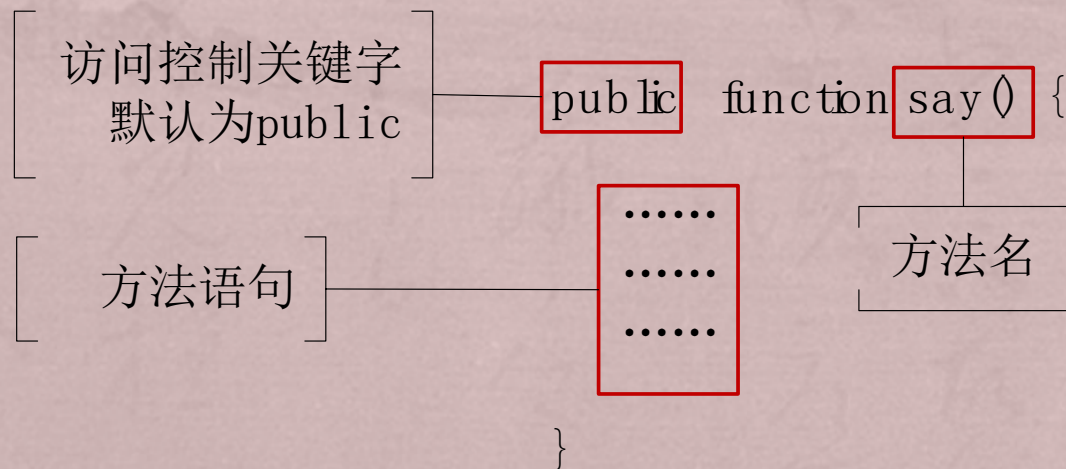 访问控制关键字
默认为public
public function say() {
......
......
......
方法名
方法语句
}